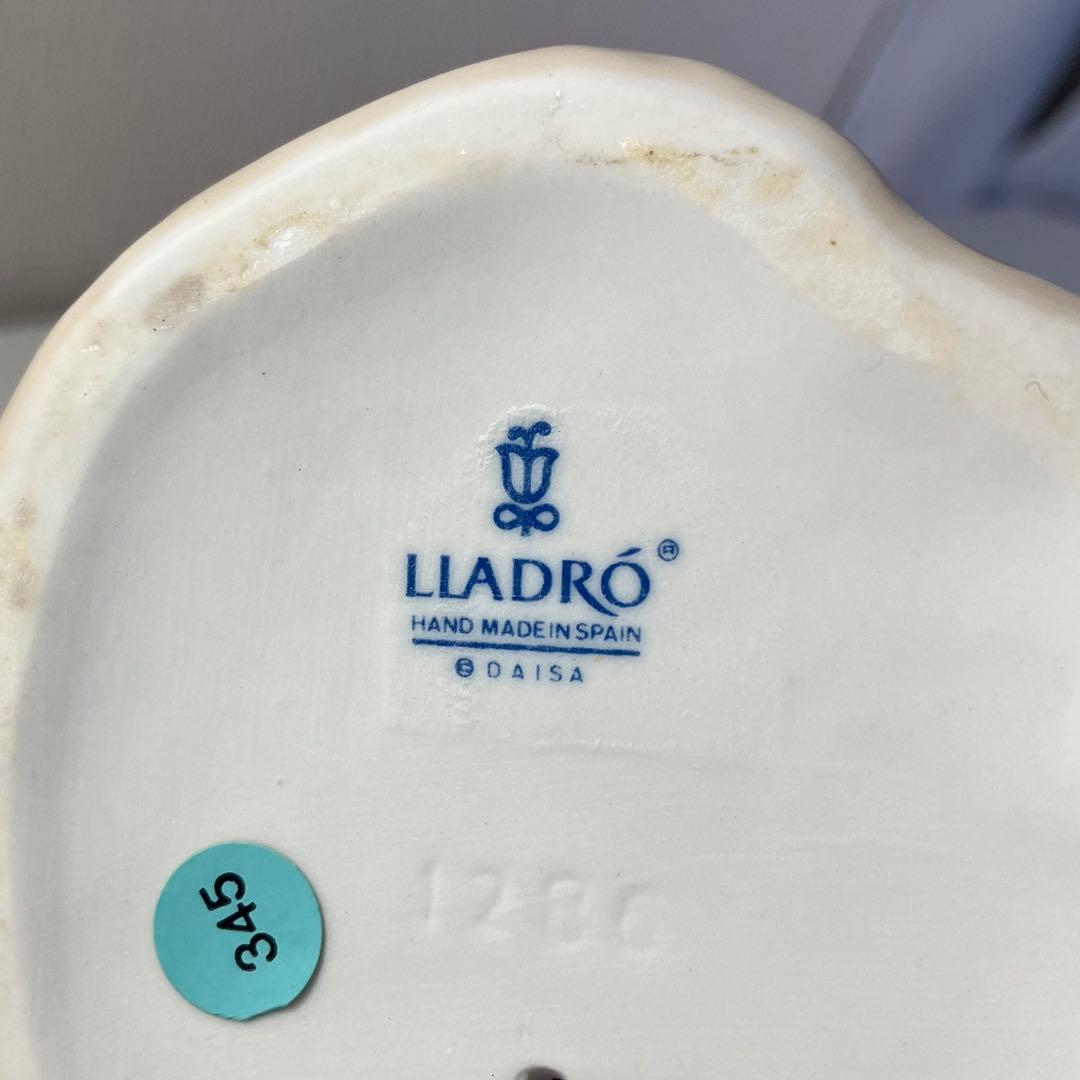 LLADRÓ®
HAND MADE IN SPAIN
© DAISA
345